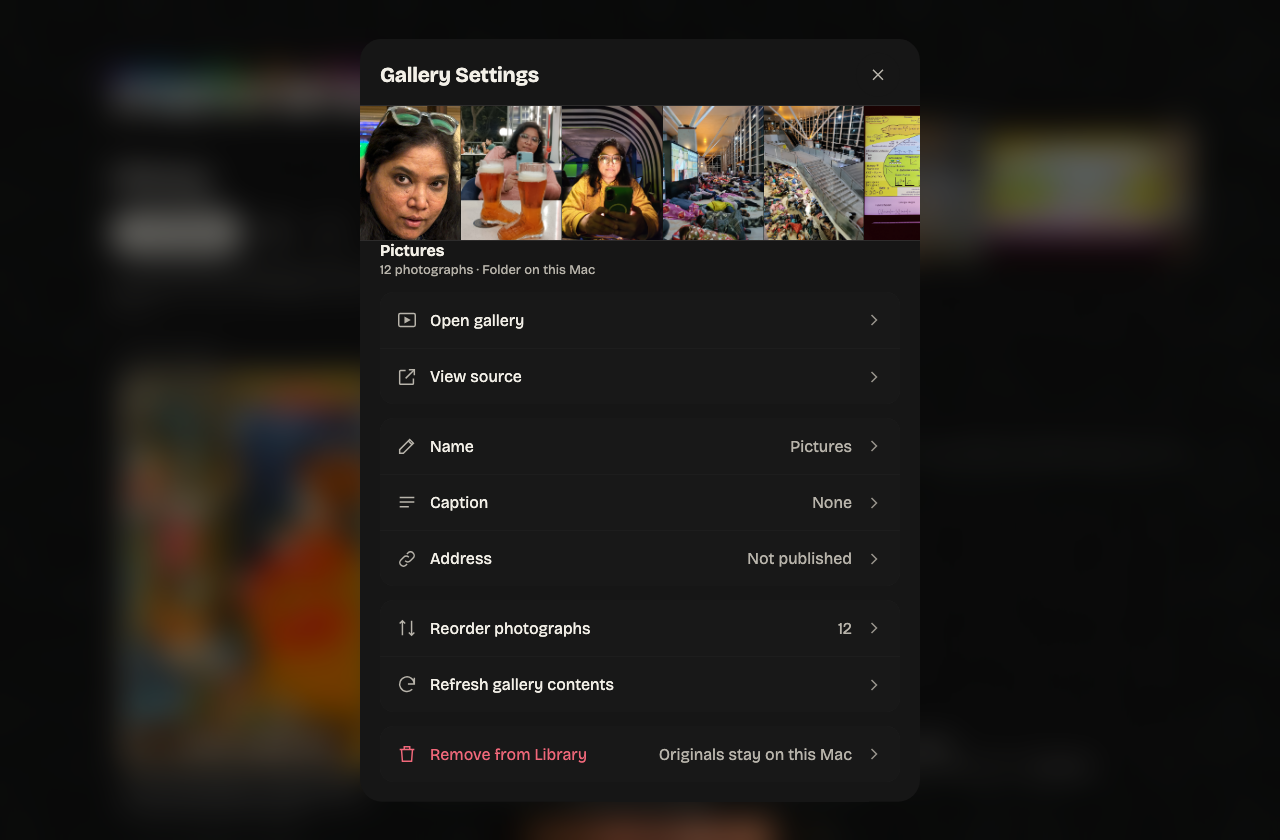 Gallery Settings
Pictures
12 photographs · Folder on this Mac
Open gallery
View source
Name
Pictures
Caption
None
Address
Not published
Reorder photographs
12
Refresh gallery contents
Remove from Library
Originals stay on this Mac